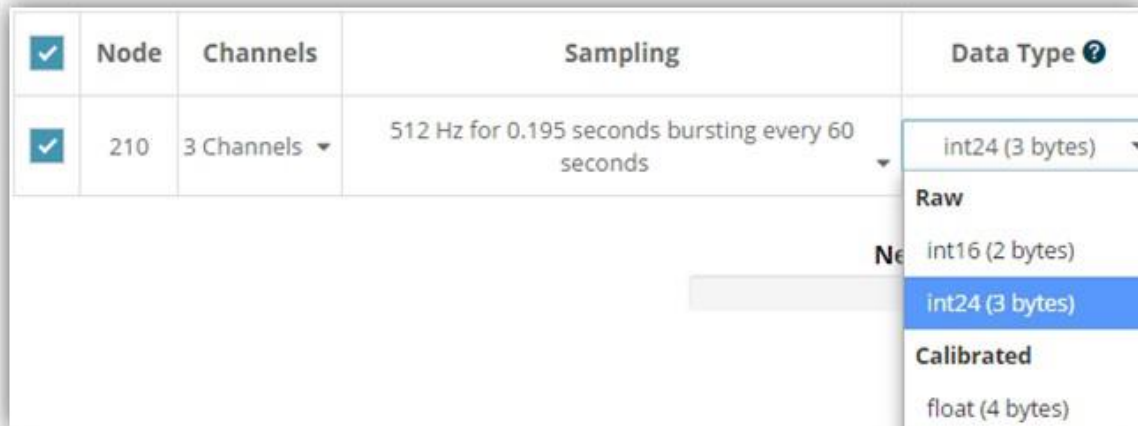 Node Channels Sampling Data Type ?
210 3 Channels 512 Hz for 0.195 seconds bursting every 60
seconds
int24 (3 bytes)
Raw
int16 (2 bytes)
int24 (3 bytes)
Calibrated
float (4 bytes)